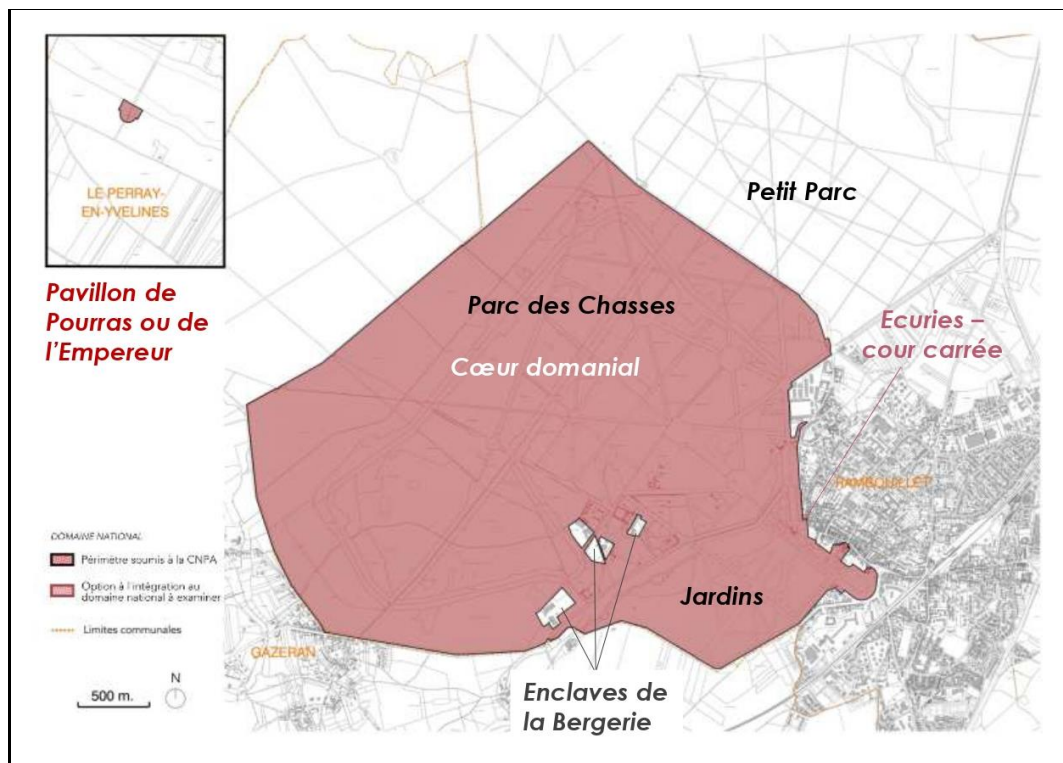 LE PERRAY-
EN-YVELINES
Pavillon de
Pourras ou de
l'Empereur
Petit Parc
Parc des Chasses
Cœur domanial
Ecuries –
cour carrée
RAMBOUILLET
Jardins
GAZERAN
Enclaves de
la Bergerie
DOMAINE NATIONAL
Périmètre soumis à la CNPA
Option à l'intégration au
domaine national à examiner
Limites communales
500 m.
N